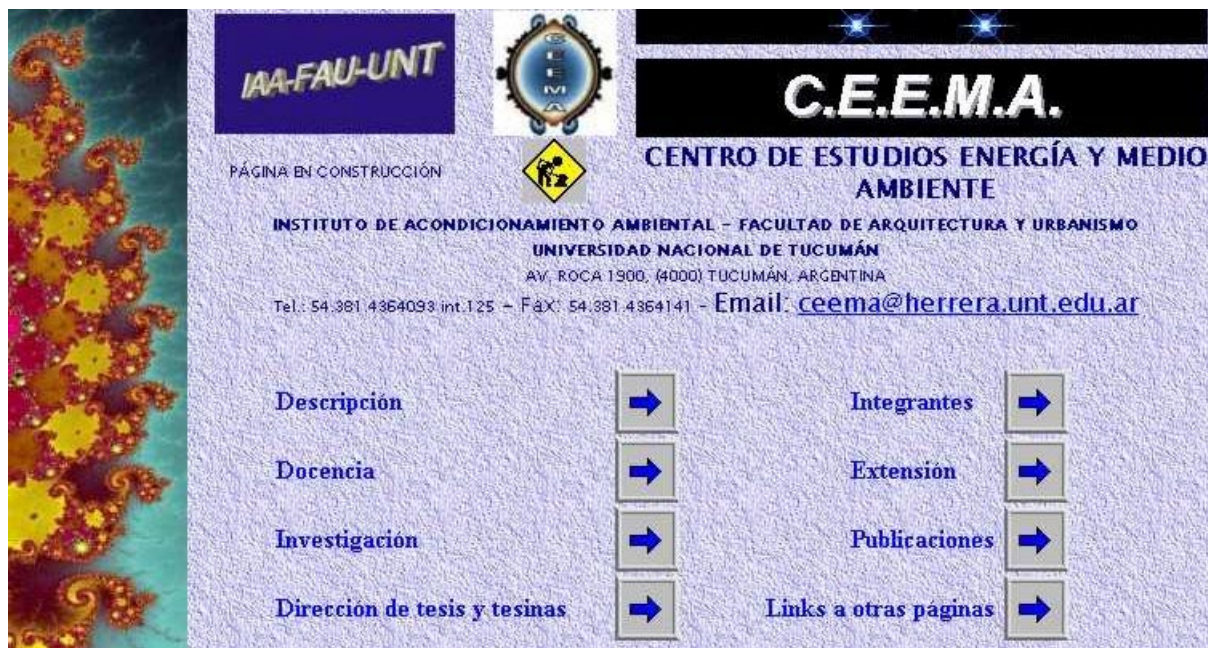 IAA-FAU-UNT
CEEMA
C.E.E.M.A.
PÁGINA EN CONSTRUCCIÓN
CENTRO DE ESTUDIOS ENERGÍA Y MEDIO
AMBIENTE
INSTITUTO DE ACONDICIONAMIENTO AMBIENTAL - FACULTAD DE ARQUITECTURA Y URBANISMO
UNIVERSIDAD NACIONAL DE TUCUMÁN
AV. ROCA 1900, (4000) TUCUMÁN, ARGENTINA
Tel.: 54.381 4364093 int.125 - Fax: 54.381 4364141 - Email: ceema@herrera.unt.edu.ar
Descripción
Integrantes
Docencia
Extensión
Investigación
Publicaciones
Dirección de tesis y tesinas
Links a otras páginas